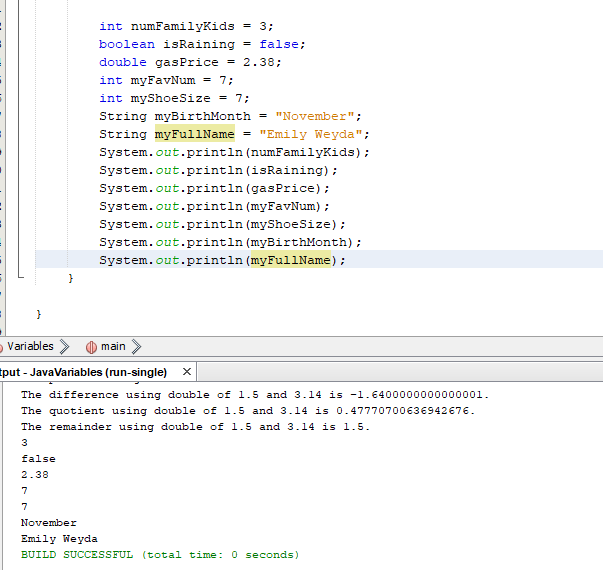 int numFamilyKids = 3;
boolean isRaining = false;
double gasPrice = 2.38;
int myFavNum = 7;
int myShoeSize = 7;
String myBirthMonth = "November";
String myFullName = "Emily Weyda";
System.out.println(numFamilyKids);
System.out.println(isRaining);
System.out.println(gasPrice);
System.out.println(myFavNum);
System.out.println(myShoeSize);
System.out.println(myBirthMonth);
System.out.println(myFullName);
}
}
Variables main
tput - JavaVariables (run-single)
The difference using double of 1.5 and 3.14 is -1.6400000000000001.
The quotient using double of 1.5 and 3.14 is 0.47770700636942676.
The remainder using double of 1.5 and 3.14 is 1.5.
3
false
2.38
7
7
November
Emily Weyda
BUILD SUCCESSFUL (total time: 0 seconds)